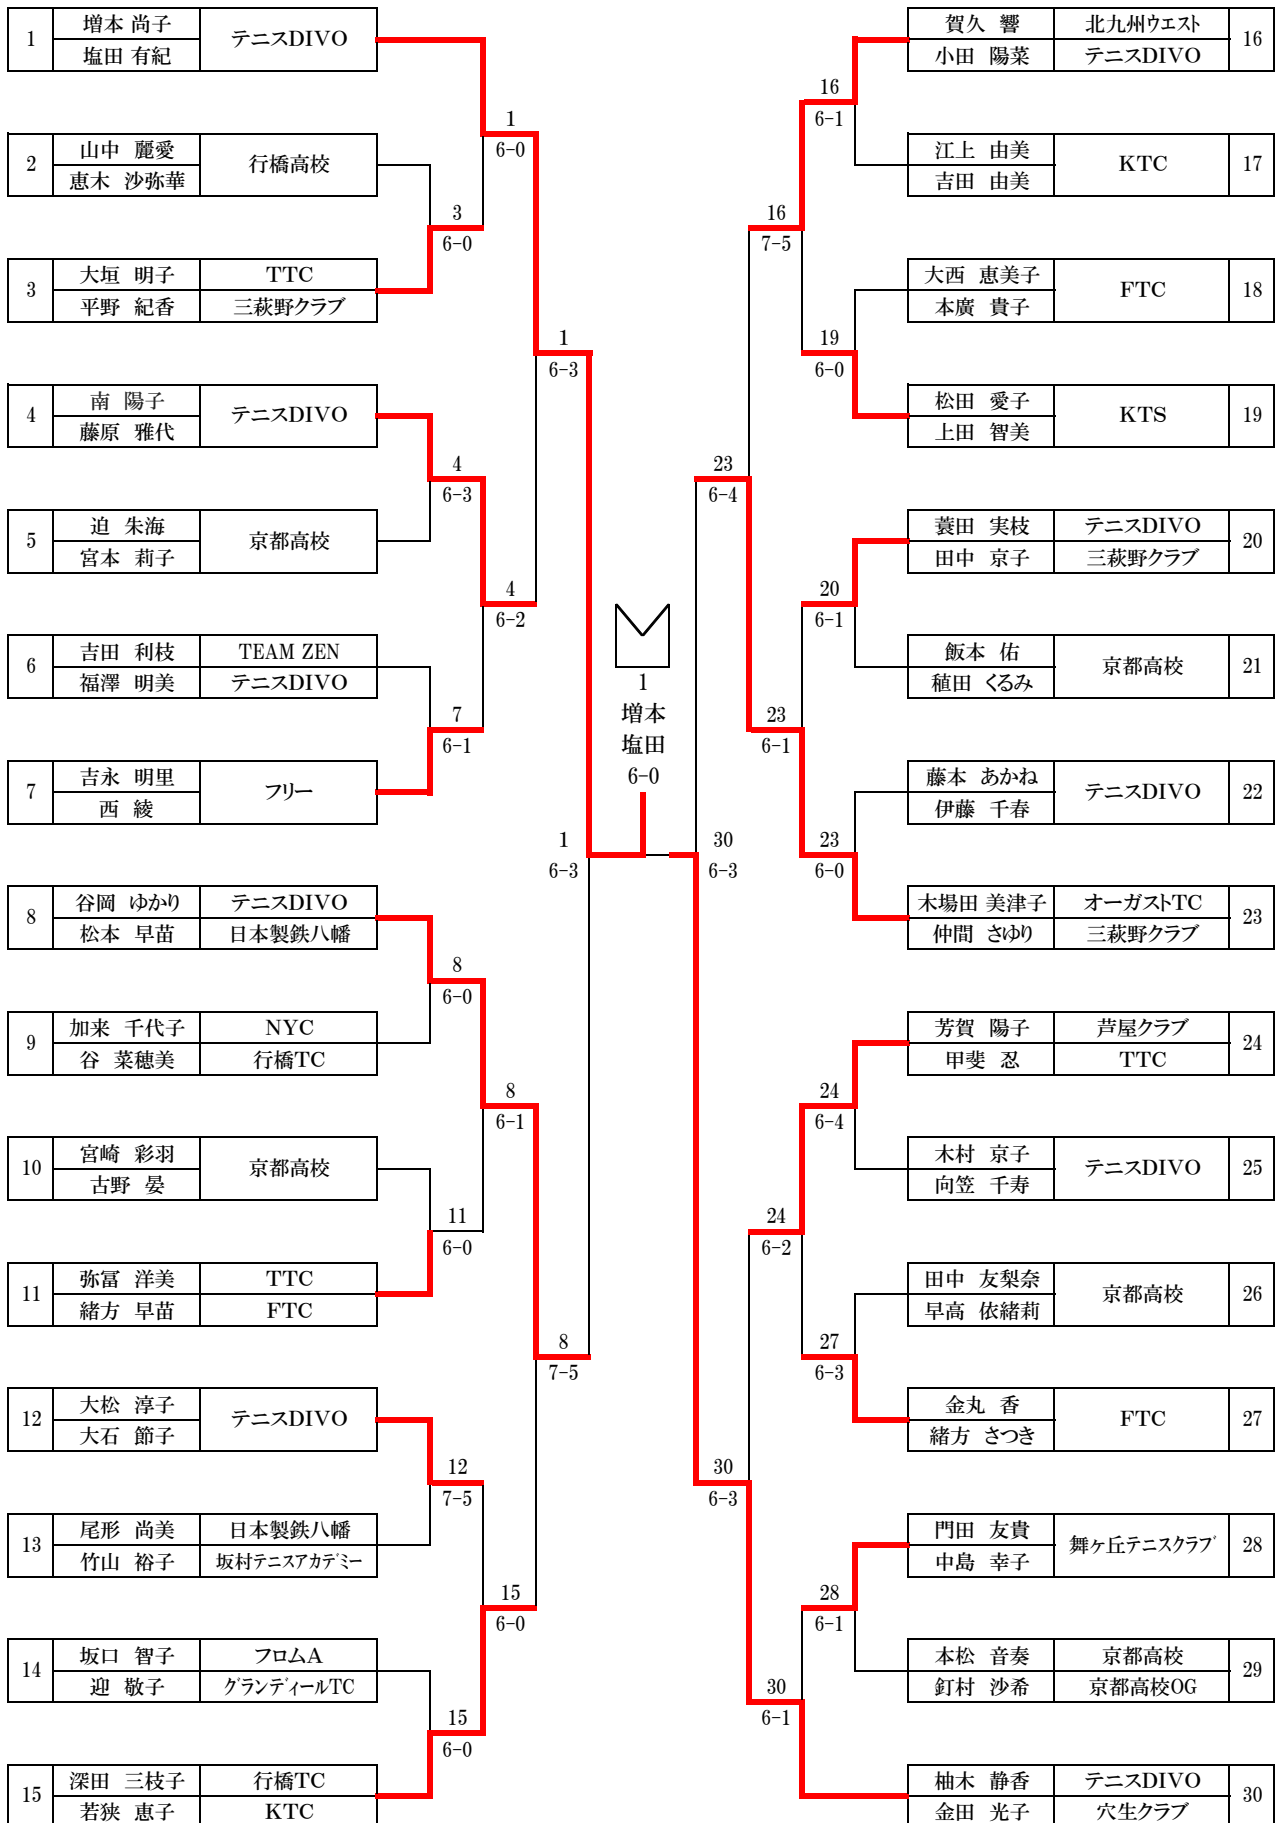 1 増本 尚子 テニスDIVO
塩田 有紀
2 山中 麗愛 行橋高校
恵木 沙弥華
3 大垣 明子 TTC
平野 紀香 三萩野クラブ
4 南 陽子 テニスDIVO
藤原 雅代
5 迫 朱海 京都高校
宮本 莉子
6 吉田 利枝 TEAM ZEN
福澤 明美 テニスDIVO
7 吉永 明里 フリー
西 綾
8 谷岡 ゆかり テニスDIVO
松本 早苗 日本製鉄八幡
9 加来 千代子 NYC
谷 菜穂美 行橋TC
10 宮崎 彩羽 京都高校
古野 晏
11 弥冨 洋美 TTC
緒方 早苗 FTC
12 大松 淳子 テニスDIVO
大石 節子
13 尾形 尚美 日本製鉄八幡
竹山 裕子 坂村テニスアカデミー
14 坂口 智子 フロムA
迎 敬子 グランディールTC
15 深田 三枝子 行橋TC
若狭 恵子 KTC
3
6-0
4
6-3
7
6-1
8
6-0
11
6-0
12
7-5
15
6-0
1
6-0
4
6-2
8
6-1
15
6-0
1
6-3
8
7-5
1
6-3
1
増本
塩田
6-0
30
6-3
23
6-4
30
6-3
16
7-5
23
6-1
24
6-2
30
6-1
16
6-1
19
6-0
20
6-1
23
6-0
24
6-4
27
6-3
28
6-1
賀久 響 北九州ウエスト 16
小田 陽菜 テニスDIVO
江上 由美 KTC 17
吉田 由美
大西 恵美子 FTC 18
本廣 貴子
松田 愛子 KTS 19
上田 智美
蓑田 実枝 テニスDIVO 20
田中 京子 三萩野クラブ
飯本 佑 京都高校 21
稙田 くるみ
藤本 あかね テニスDIVO 22
伊藤 千春
木場田 美津子 オーガストTC 23
仲間 さゆり 三萩野クラブ
芳賀 陽子 芦屋クラブ 24
甲斐 忍 TTC
木村 京子 テニスDIVO 25
向笠 千寿
田中 友梨奈 京都高校 26
早高 依緒莉
金丸 香 FTC 27
緒方 さつき
門田 友貴 舞ヶ丘テニスクラブ 28
中島 幸子
本松 音奏 京都高校 29
釘村 沙希 京都高校OG
柚木 静香 テニスDIVO 30
金田 光子 穴生クラブ